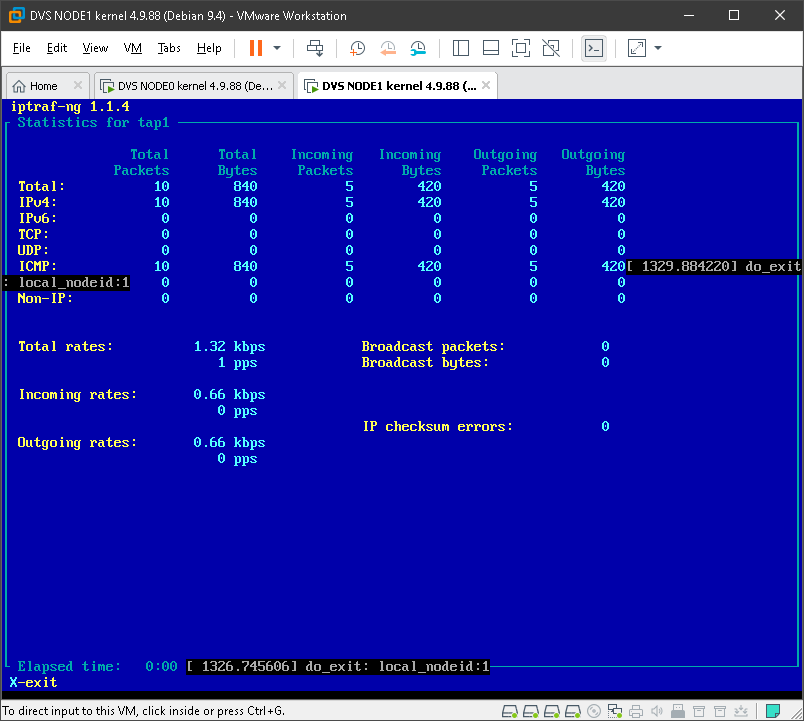 DVS NODE1 kernel 4.9.88 (Debian 9.4) - VMware Workstation
File Edit View VM Tabs Help
Home DVS NODE0 kernel 4.9.88 (De... DVS NODE1 kernel 4.9.88 (...
iptraf-ng 1.1.4
Statistics for tap1
Total Total Incoming Incoming Outgoing Outgoing
Packets Bytes Packets Bytes Packets Bytes
Total: 10 840 5 420 5 420
IPv4: 10 840 5 420 5 420
IPv6: 0 0 0 0 0 0
TCP: 0 0 0 0 0 0
UDP: 0 0 0 0 0 0
ICMP: 10 840 5 420 5 420[ 1329.884220] do_exit
: local_nodeid:1 0 0 0 0 0 0
Non-IP: 0 0 0 0 0 0
Total rates: 1.32 kbps Broadcast packets: 0
1 pps Broadcast bytes: 0
Incoming rates: 0.66 kbps
0 pps
IP checksum errors: 0
Outgoing rates: 0.66 kbps
0 pps
Elapsed time: 0:00 [ 1326.745606] do_exit: local_nodeid:1
X-exit
To direct input to this VM, click inside or press Ctrl+G.